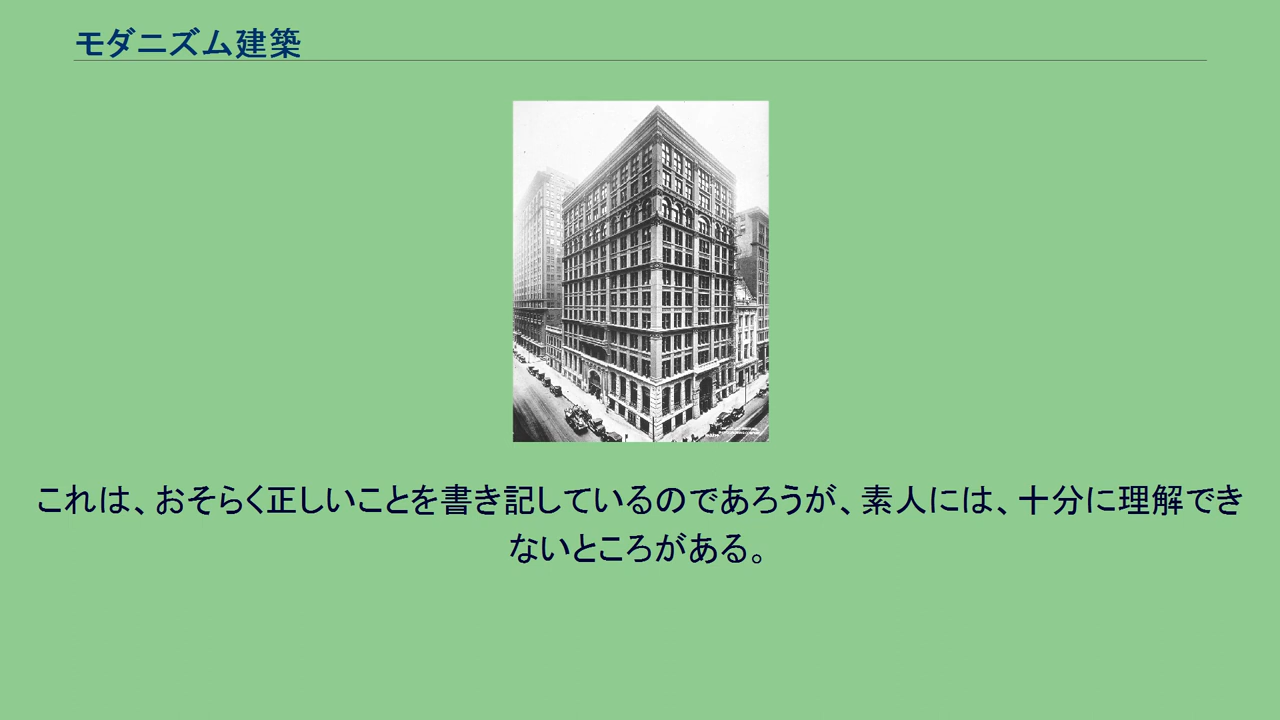 モダニズム建築
これは、おそらく正しいことを書き記しているのであろうが、素人には、十分に理解でき
ないところがある。